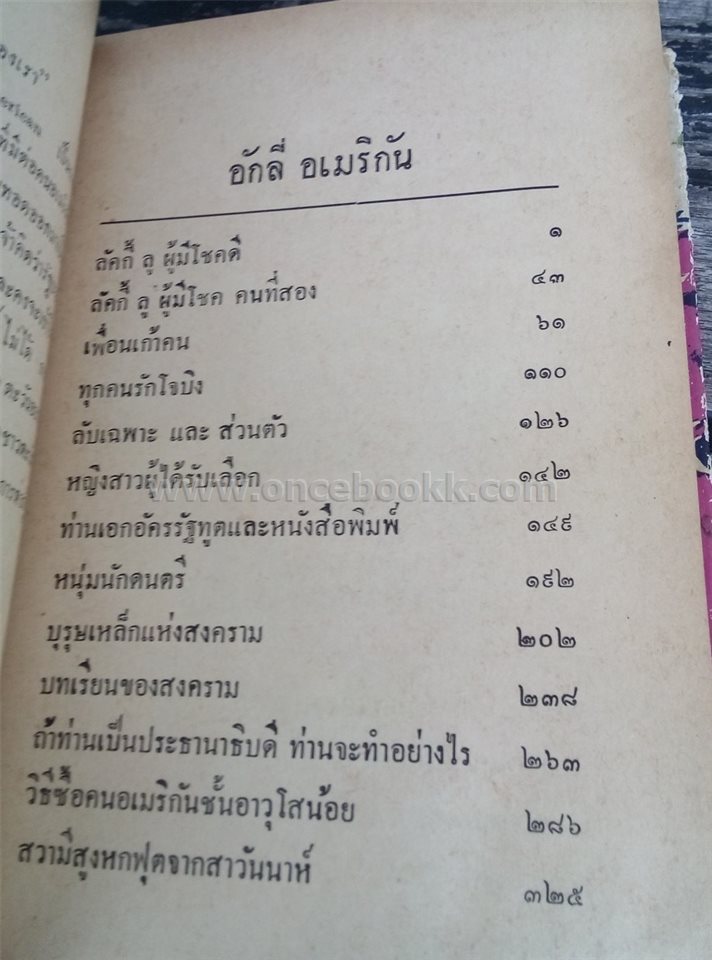 องเรา"
อักลี่ อเมริกัน
ลัคกี้ ลู ผู้มีโชคดี ๑
ลัคกี้ ลู ผู้มีโชค คนที่สอง ๔๓
เพื่อนเก้าคน ๖๑
ทุกคนรักโจบิง ๑๑๐
ลับเฉพาะ และ ส่วนตัว ๑๒๖
หญิงสาวผู้ได้รับเลือก ๑๔๒
www.oncebookk.com
ท่านเอกอัครรัฐทูตและหนังสือพิมพ์ ๑๔๙
หนุ่มนักดนตรี ๑๙๒
บุรุษเหล็กแห่งสงคราม ๒๐๒
บทเรียนของสงคราม ๒๓๘
ถ้าท่านเป็นประธานาธิบดี ท่านจะทำอย่างไร ๒๖๓
วิธีซื้อคนอเมริกันชั้นอาวุโสน้อย ๒๘๖
สวามีสูงหกฟุตจากสาวันนาห์ ๓๒๕